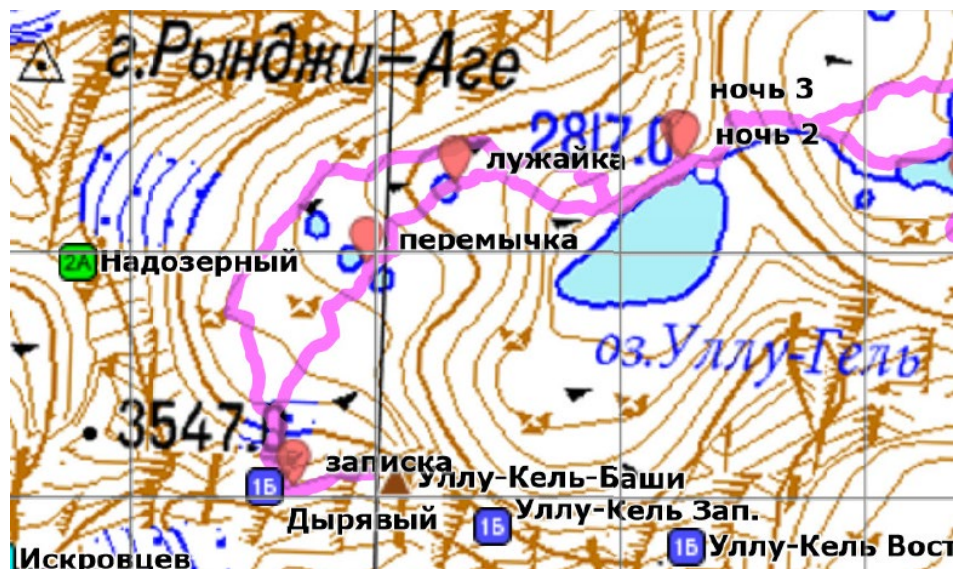 г.Рынджи-Аге
ночь 3
2817.0
ночь 2
лужайка
перемычка
2А Надозерный
оз.Уллу-Гель
3547.0
записка
1Б
Уллу-Кель-Баши
Дырявый
1Б Уллу-Кель Зап.
1Б Уллу-Кель Вост
Искровцев